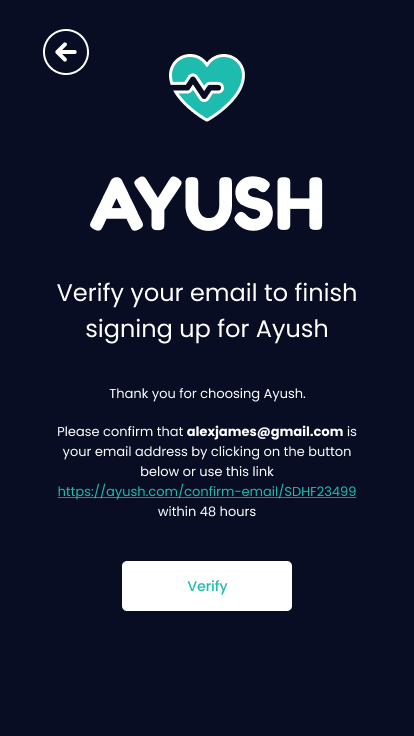 AYUSH
Verify your email to finish
signing up for Ayush
Thank you for choosing Ayush.
Please confirm that alexjames@gmail.com is
your email address by clicking on the button
below or use this link
https://ayush.com/confirm-email/SDHF23499
within 48 hours
Verify